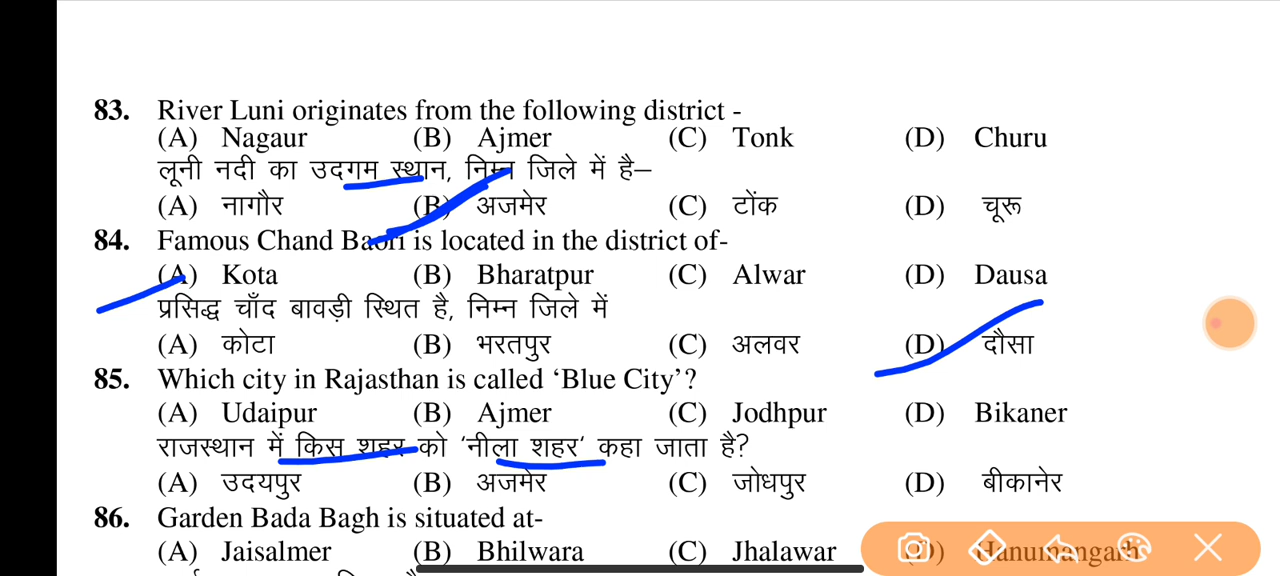 83. River Luni originates from the following district -
(A) Nagaur (B) Ajmer (C) Tonk (D) Churu
लूनी नदी का उदगम स्थान, निम्न जिले में है–
(A) नागौर (B) अजमेर (C) टोंक (D) चूरू
84. Famous Chand Baori is located in the district of-
(A) Kota (B) Bharatpur (C) Alwar (D) Dausa
प्रसिद्ध चाँद बावड़ी स्थित है, निम्न जिले में
(A) कोटा (B) भरतपुर (C) अलवर (D) दौसा
85. Which city in Rajasthan is called ‘Blue City’?
(A) Udaipur (B) Ajmer (C) Jodhpur (D) Bikaner
राजस्थान में किस शहर को ‘नीला शहर‘ कहा जाता है?
(A) उदयपुर (B) अजमेर (C) जोधपुर (D) बीकानेर
86. Garden Bada Bagh is situated at-
(A) Jaisalmer (B) Bhilwara (C) Jhalawar (D) Hanumangarh